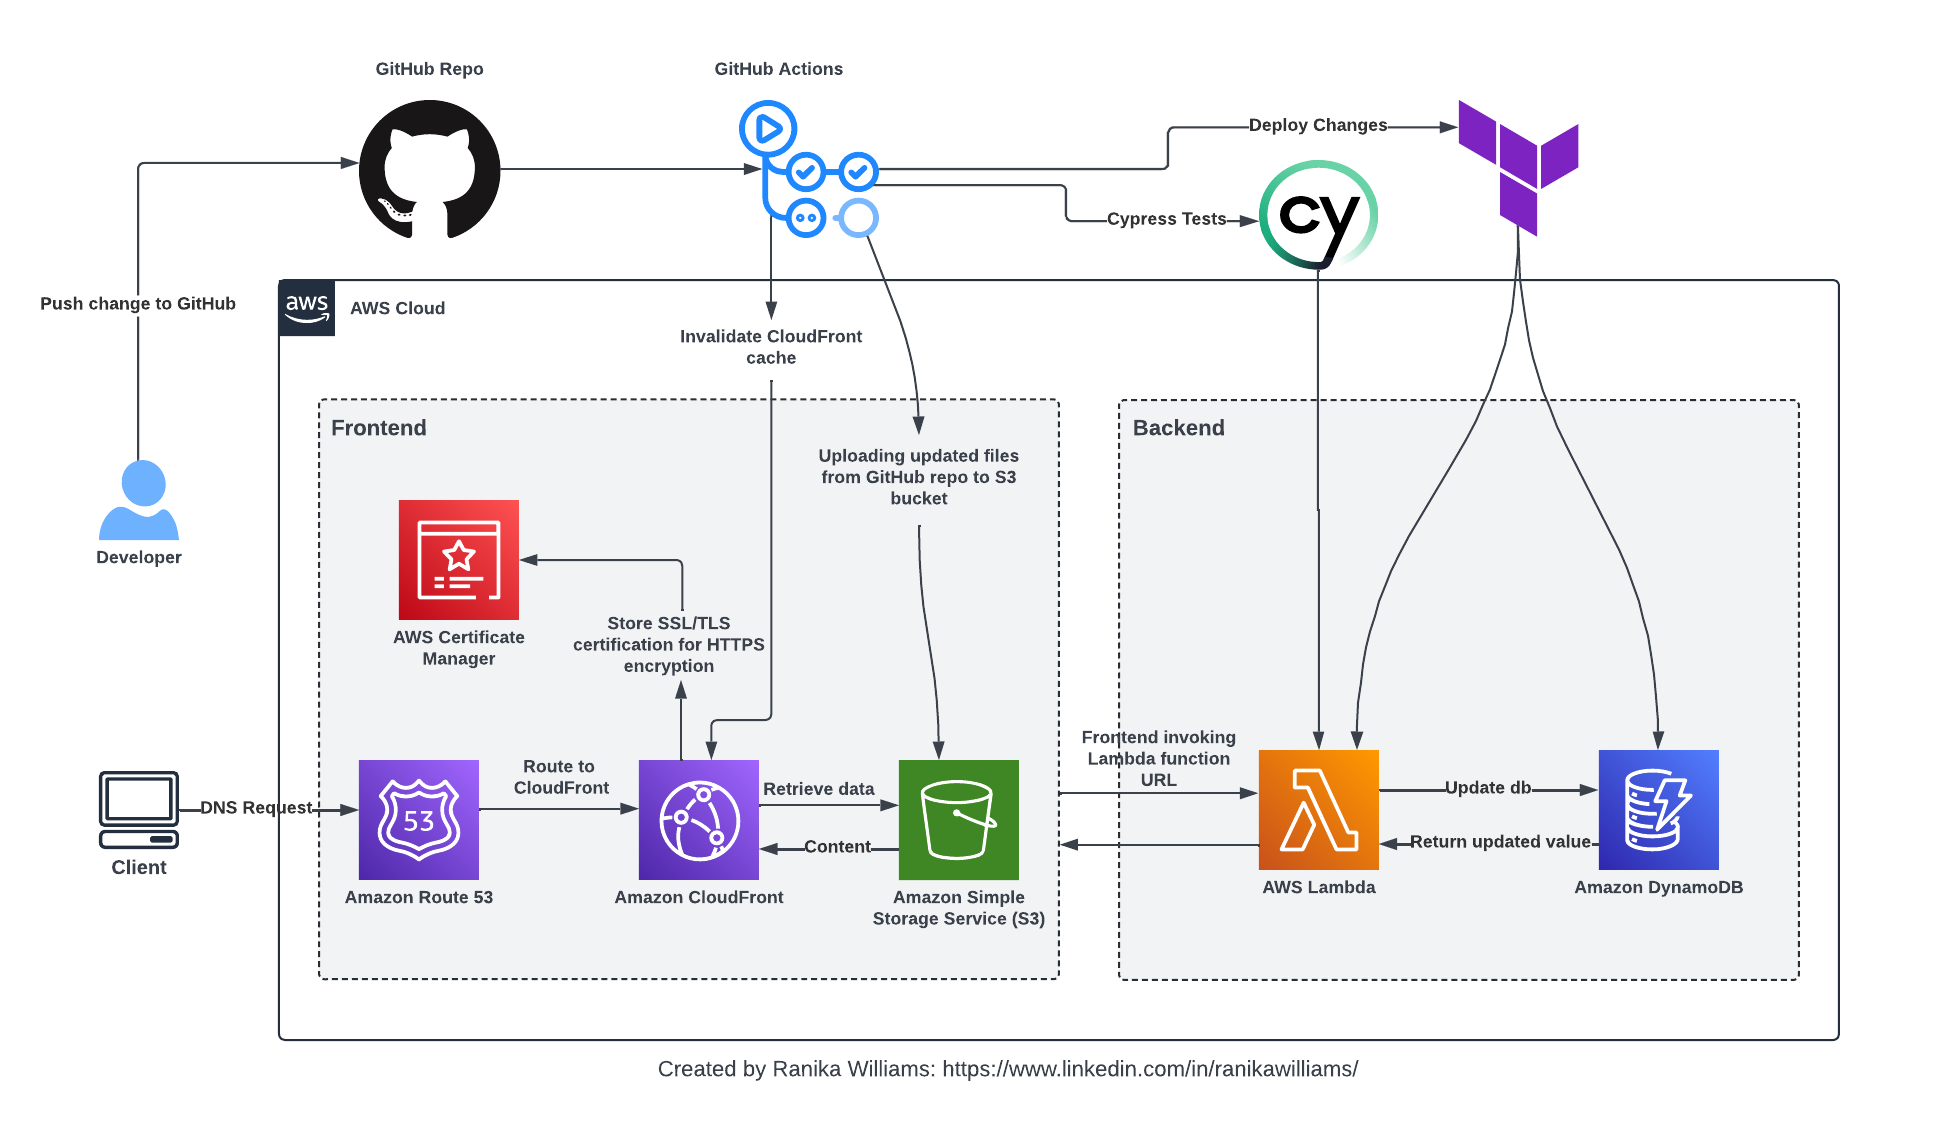 GitHub Repo
GitHub Actions
Deploy Changes
Cypress Tests
cy
Push change to GitHub
aws
AWS Cloud
Invalidate CloudFront
cache
Frontend
Backend
Uploading updated files
from GitHub repo to S3
bucket
Developer
AWS Certificate
Manager
Store SSL/TLS
certification for HTTPS
encryption
Frontend invoking
Lambda function
URL
DNS Request
53
Route to
CloudFront
Retrieve data
Content
Update db
Return updated value
Client
Amazon Route 53
Amazon CloudFront
Amazon Simple
Storage Service (S3)
AWS Lambda
Amazon DynamoDB
Created by Ranika Williams: https://www.linkedin.com/in/ranikawilliams/